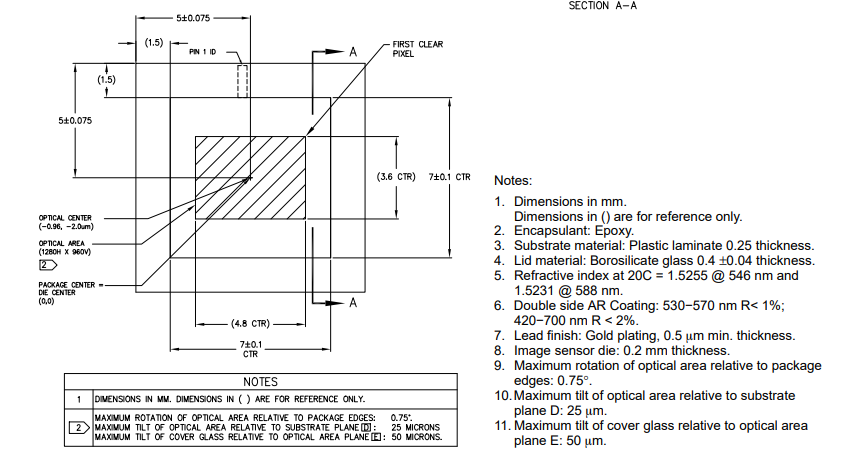 SECTION A−A
5±0.075
(1.5)
PIN 1 ID
A
FIRST CLEAR
PIXEL
(1.5)
5±0.075
(3.6 CTR)
7±0.1 CTR
OPTICAL CENTER
(−0.96, −2.0um)
OPTICAL AREA
(1280H X 960V)
2
PACKAGE CENTER =
DIE CENTER
(0,0)
A
(4.8 CTR)
7±0.1
CTR
NOTES
1 DIMENSIONS IN MM. DIMENSIONS IN ( ) ARE FOR REFERENCE ONLY.
2 MAXIMUM ROTATION OF OPTICAL AREA RELATIVE TO PACKAGE EDGES: 0.75°.
MAXIMUM TILT OF OPTICAL AREA RELATIVE TO SUBSTRATE PLANE D : 25 MICRONS
MAXIMUM TILT OF COVER GLASS RELATIVE TO OPTICAL AREA PLANE E : 50 MICRONS.
Notes:
1. Dimensions in mm.
Dimensions in () are for reference only.
2. Encapsulant: Epoxy.
3. Substrate material: Plastic laminate 0.25 thickness.
4. Lid material: Borosilicate glass 0.4 ±0.04 thickness.
5. Refractive index at 20C = 1.5255 @ 546 nm and
1.5231 @ 588 nm.
6. Double side AR Coating: 530−570 nm R< 1%;
420−700 nm R < 2%.
7. Lead finish: Gold plating, 0.5 μm min. thickness.
8. Image sensor die: 0.2 mm thickness.
9. Maximum rotation of optical area relative to package
edges: 0.75°.
10. Maximum tilt of optical area relative to substrate
plane D: 25 μm.
11. Maximum tilt of cover glass relative to optical area
plane E: 50 μm.